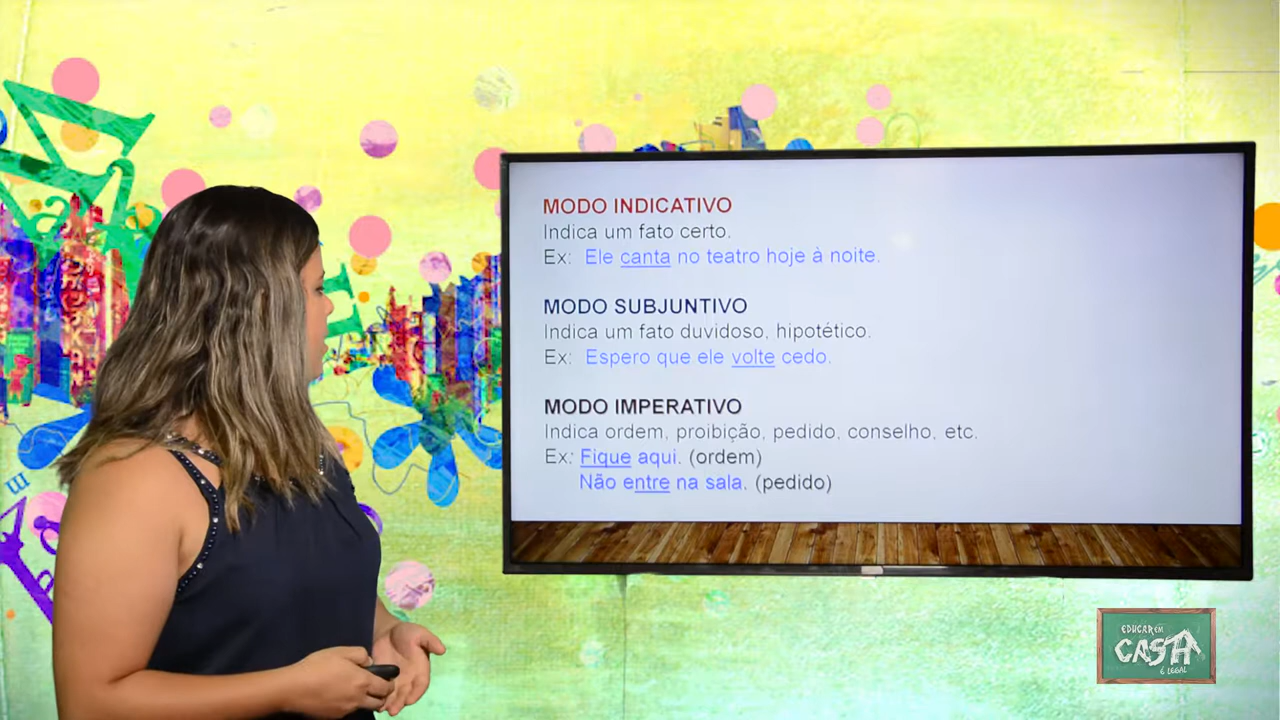 MODO INDICATIVO
Indica um fato certo.
Ex: Ele canta no teatro hoje à noite.
MODO SUBJUNTIVO
Indica um fato duvidoso, hipotético.
Ex: Espero que ele volte cedo.
MODO IMPERATIVO
Indica ordem, proibição, pedido, conselho, etc.
Ex: Fique aqui. (ordem)
Não entre na sala. (pedido)
EDUCAR EM
CASA
É LEGAL